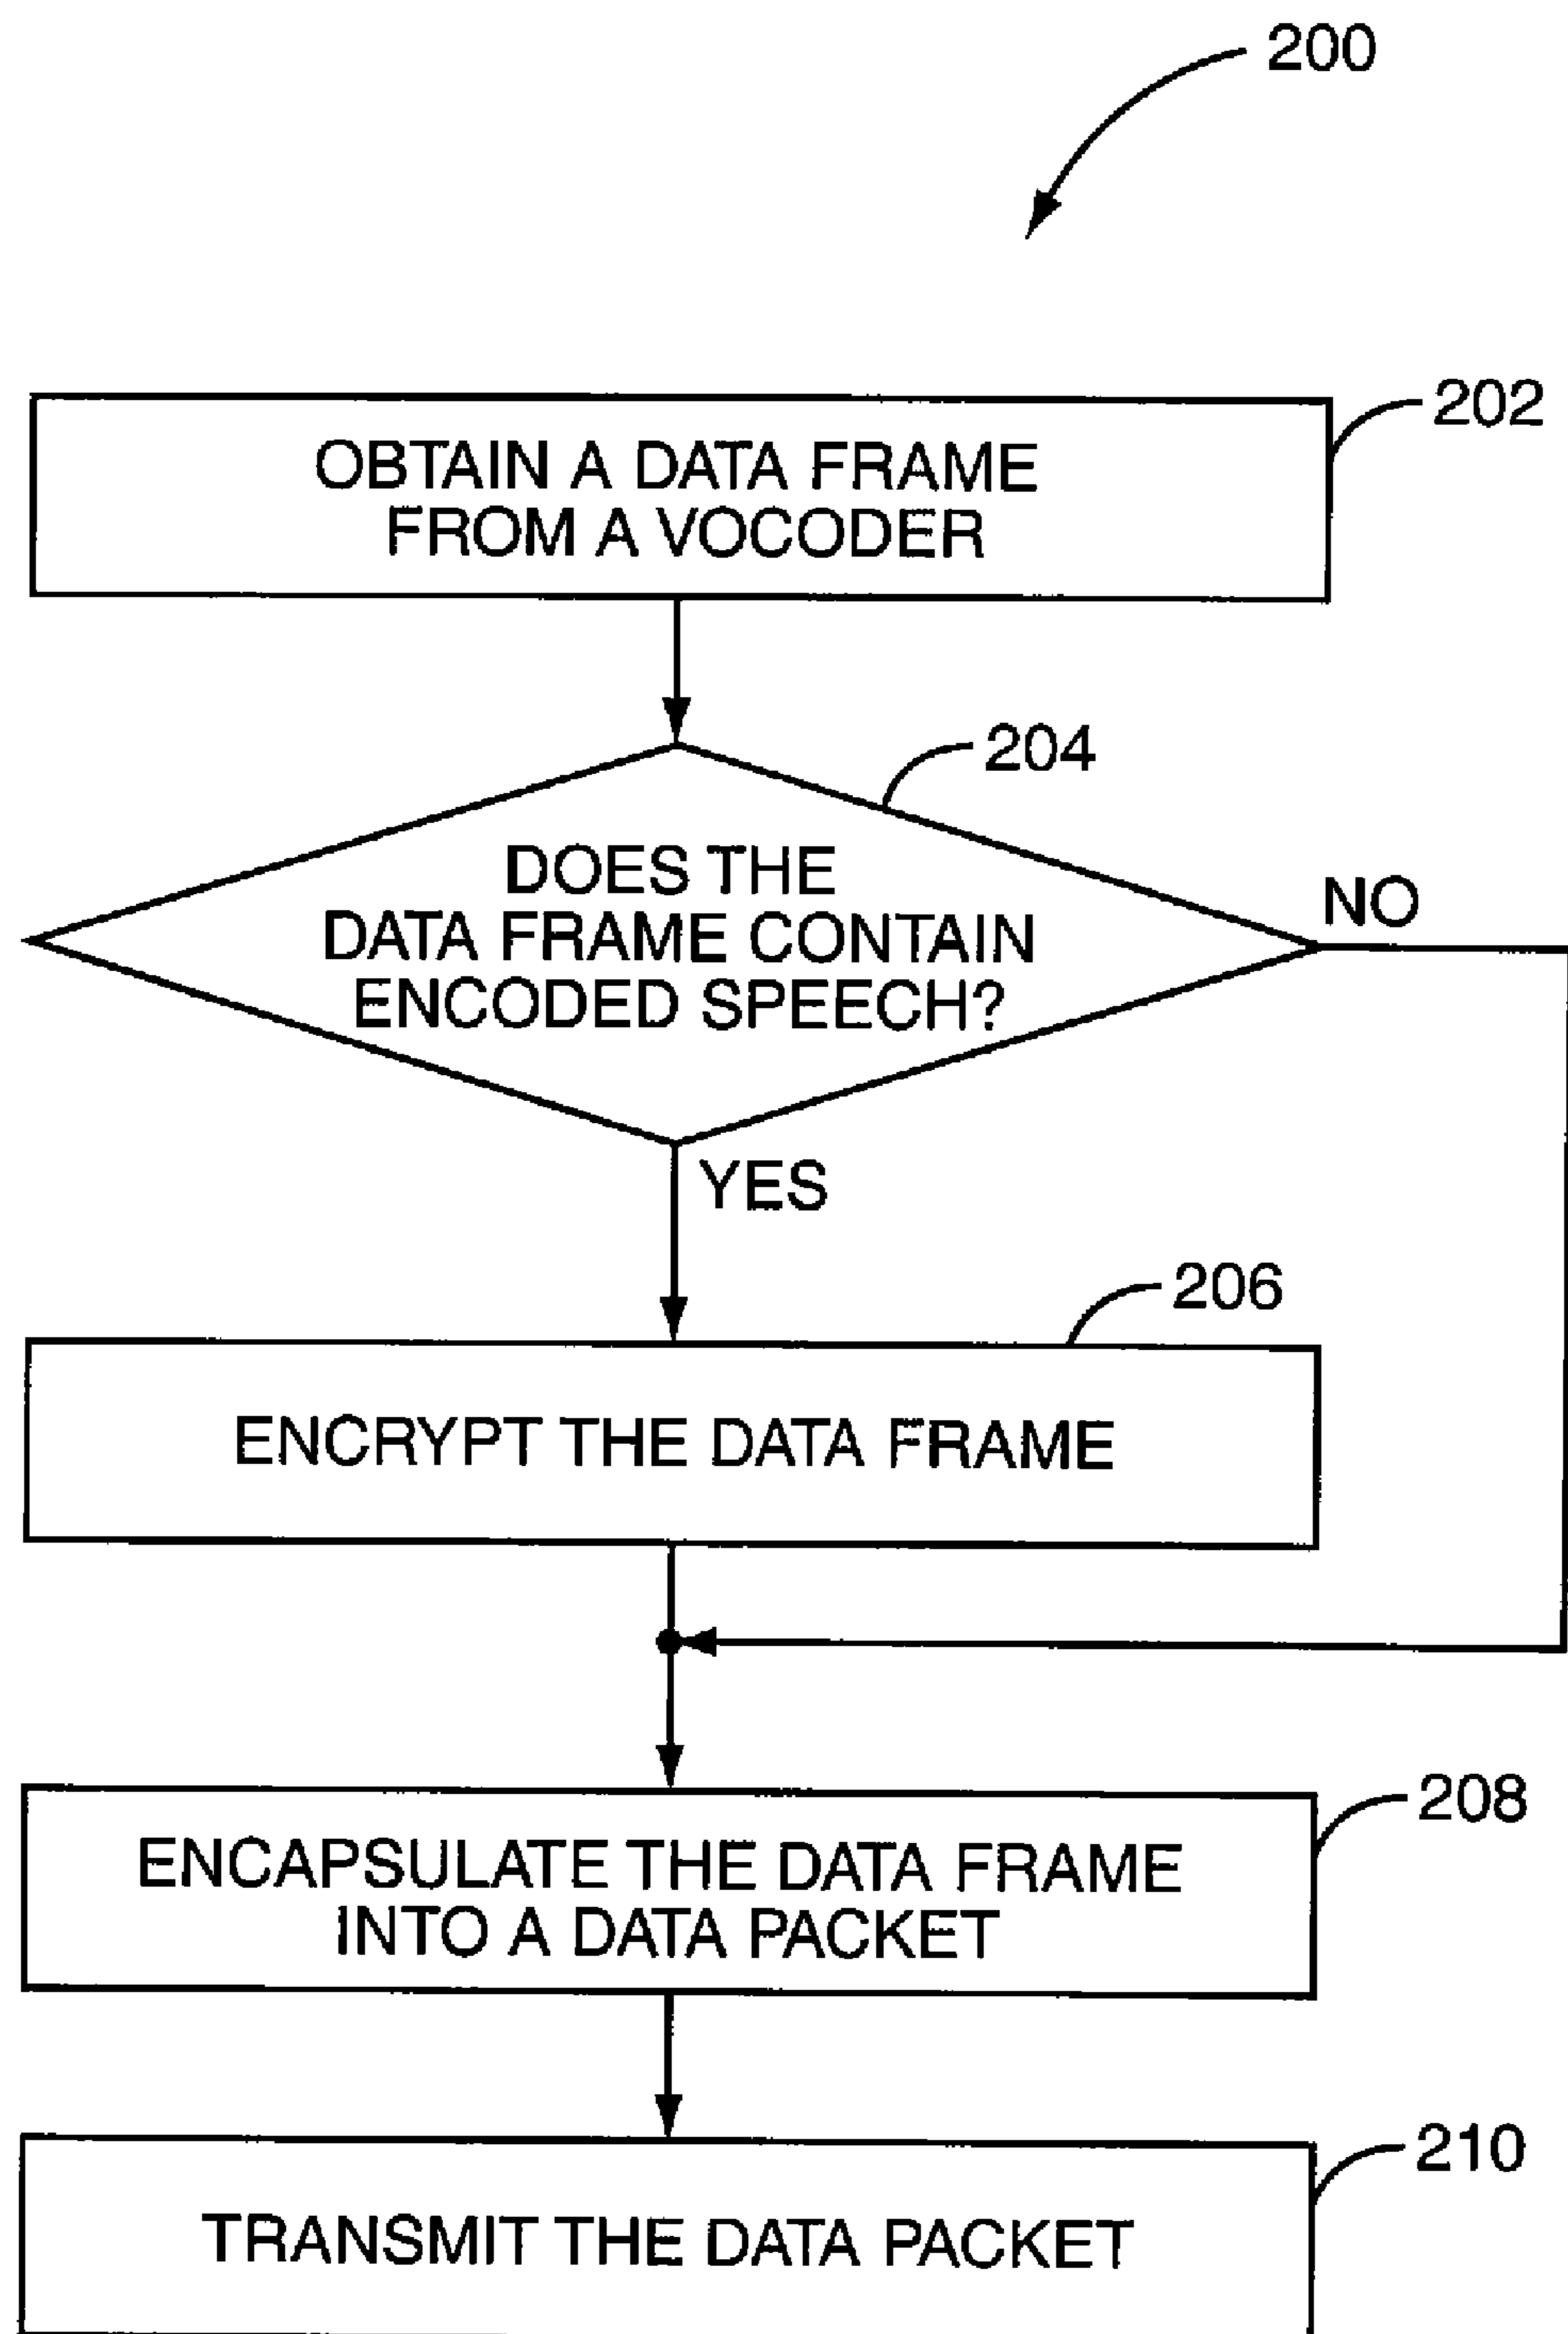 200
202
OBTAIN A DATA FRAME
FROM A VOCODER
204
DOES THE
DATA FRAME CONTAIN
ENCODED SPEECH?
NO
YES
206
ENCRYPT THE DATA FRAME
208
ENCAPSULATE THE DATA FRAME
INTO A DATA PACKET
210
TRANSMIT THE DATA PACKET